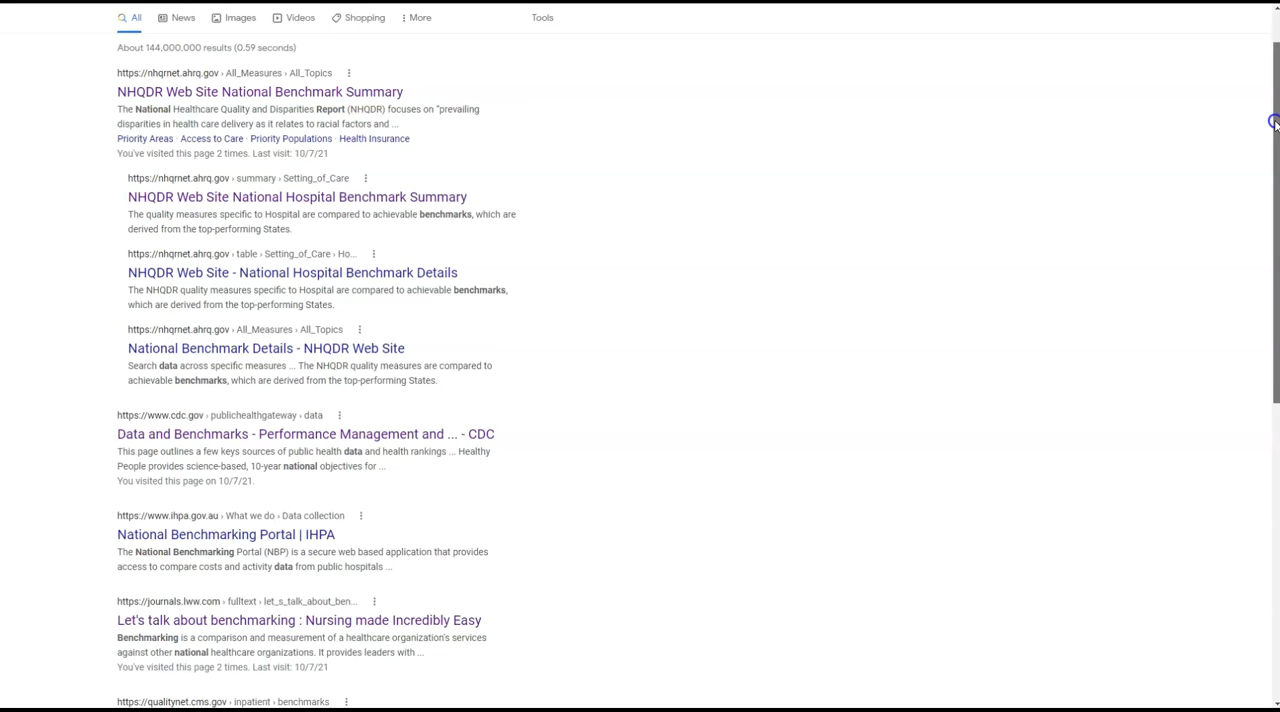 All News Images Videos Shopping More Tools
About 144,000,000 results (0.59 seconds)
https://nhqrnet.ahrq.gov › All_Measures › All_Topics
NHQDR Web Site National Benchmark Summary
The National Healthcare Quality and Disparities Report (NHQDR) focuses on "prevailing
disparities in health care delivery as it relates to racial factors and ...
Priority Areas · Access to Care · Priority Populations · Health Insurance
You've visited this page 2 times. Last visit: 10/7/21
https://nhqrnet.ahrq.gov › summary › Setting_of_Care
NHQDR Web Site National Hospital Benchmark Summary
The quality measures specific to Hospital are compared to achievable benchmarks, which are
derived from the top-performing States.
https://nhqrnet.ahrq.gov › table › Setting_of_Care › Ho...
NHQDR Web Site - National Hospital Benchmark Details
The NHQDR quality measures specific to Hospital are compared to achievable benchmarks,
which are derived from the top-performing States.
https://nhqrnet.ahrq.gov › All_Measures › All_Topics
National Benchmark Details - NHQDR Web Site
Search data across specific measures ... The NHQDR quality measures are compared to
achievable benchmarks, which are derived from the top-performing States.
https://www.cdc.gov › publichealthgateway › data
Data and Benchmarks - Performance Management and ... - CDC
This page outlines a few keys sources of public health data and health rankings ... Healthy
People provides science-based, 10-year national objectives for ...
You visited this page on 10/7/21.
https://www.ihpa.gov.au › What we do › Data collection
National Benchmarking Portal | IHPA
The National Benchmarking Portal (NBP) is a secure web based application that provides
access to compare costs and activity data from public hospitals ...
https://journals.lww.com › fulltext › let_s_talk_about_ben...
Let's talk about benchmarking : Nursing made Incredibly Easy
Benchmarking is a comparison and measurement of a healthcare organization's services
against other national healthcare organizations. It provides leaders with ...
You've visited this page 2 times. Last visit: 10/7/21
https://qualitynet.cms.gov › inpatient › benchmarks